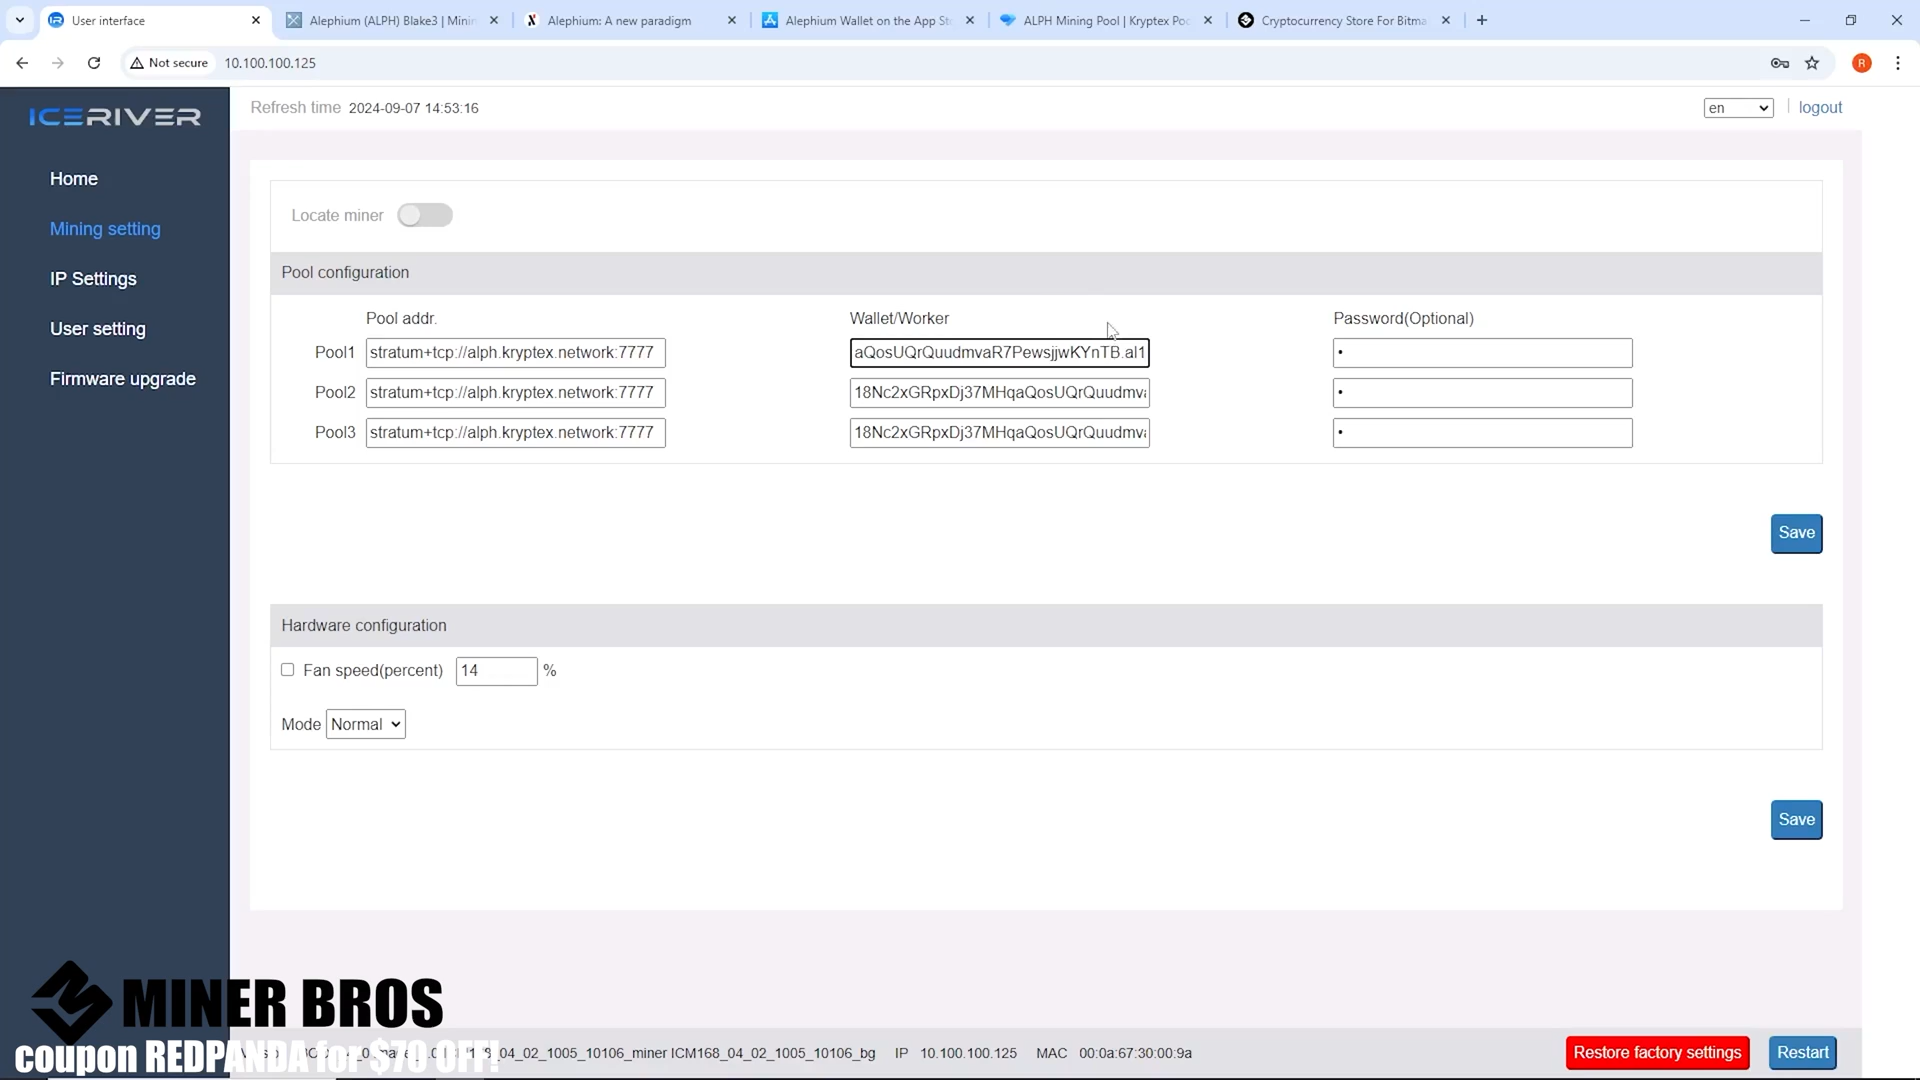 User interface
Alephium (ALPH) Blake3 | Minin
Alephium: A new paradigm
Alephium Wallet on the App Sto
ALPH Mining Pool | Kryptex Poo
Cryptocurrency Store For Bitma
Not secure
10.100.100.125
R
ICERIVER
Refresh time 2024-09-07 14:53:16
en
logout
Home
Mining setting
IP Settings
User setting
Firmware upgrade
Locate miner
Pool configuration
Pool addr.
Wallet/Worker
Password(Optional)
Pool1 stratum+tcp://alph.kryptex.network:7777 aQosUQrQuudmvaR7PewsjjwKYnTB.al1 •
Pool2 stratum+tcp://alph.kryptex.network:7777 18Nc2xGRpxDj37MHqaQosUQrQuudmva •
Pool3 stratum+tcp://alph.kryptex.network:7777 18Nc2xGRpxDj37MHqaQosUQrQuudmva •
Save
Hardware configuration
Fan speed(percent) 14 %
Mode Normal
Save
MINER BROS
coupon REDPANDA for $70 OFF!
04_02_1005_10106_miner ICM168_04_02_1005_10106_bg
IP 10.100.100.125
MAC 00:0a:67:30:00:9a
Restore factory settings
Restart